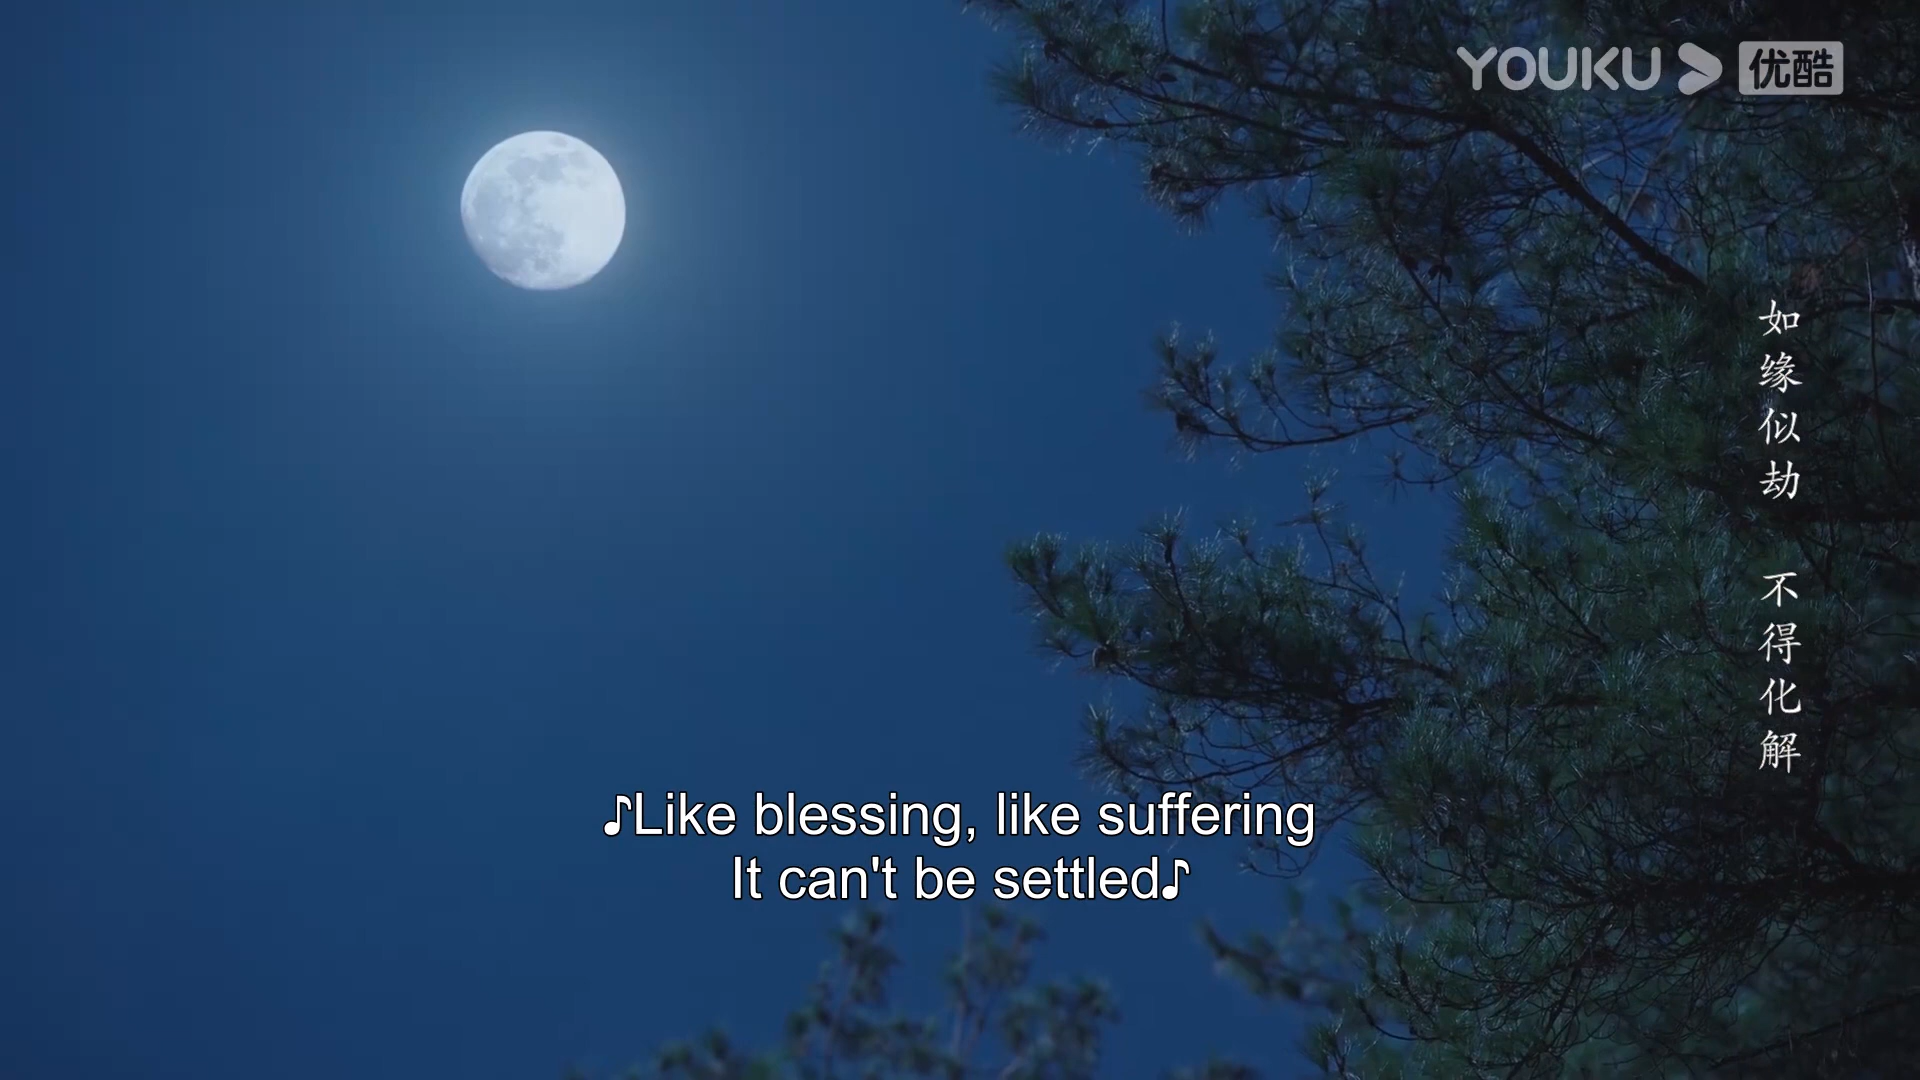 YOUKU 优酷
如缘似劫 不得化解
♪Like blessing, like suffering
It can't be settled♪